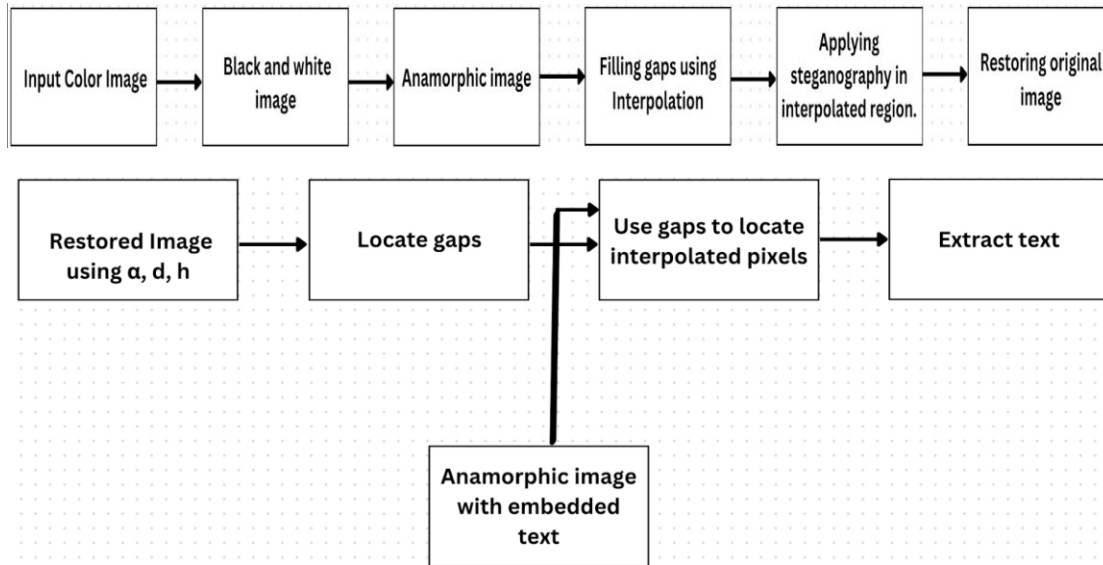 Input Color Image
Black and white
image
Anamorphic image
Filling gaps using
Interpolation
Applying
steganography in
interpolated region.
Restoring original
image
Restored Image
using α, d, h
Locate gaps
Use gaps to locate
interpolated pixels
Extract text
Anamorphic image
with embedded
text